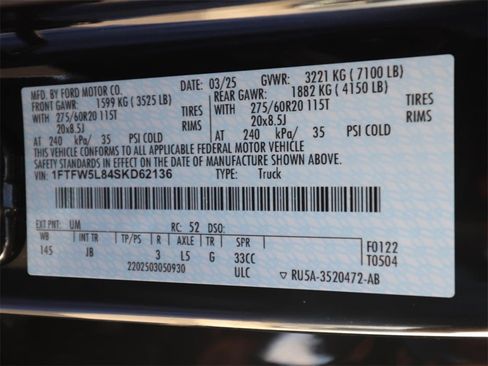 MFD. BY FORD MOTOR CO.
DATE: 03/25 GVWR: 3221 KG ( 7100 LB)
FRONT GAWR: 1599 KG ( 3525 LB) REAR GAWR: 1882 KG ( 4150 LB)
WITH 275/60R20 115T TIRES WITH 275/60R20 115T TIRES
20x8.5J RIMS 20x8.5J RIMS
AT 240 kPa/ 35 PSI COLD AT 240 kPa/ 35 PSI COLD
THIS VEHICLE CONFORMS TO ALL APPLICABLE FEDERAL MOTOR VEHICLE
SAFETY STANDARDS IN EFFECT ON THE DATE OF MANUFACTURE SHOWN ABOVE.
VIN: 1FTFW5L84SKD62136 TYPE: Truck
EXT PNT: UM RC: 52 DSO:
WB INT TR TP/PS R AXLE TR SPR
145 JB 3 L5 G 33CC
2202503050930 ULC
F0122
T0504
RU5A-3520472-AB